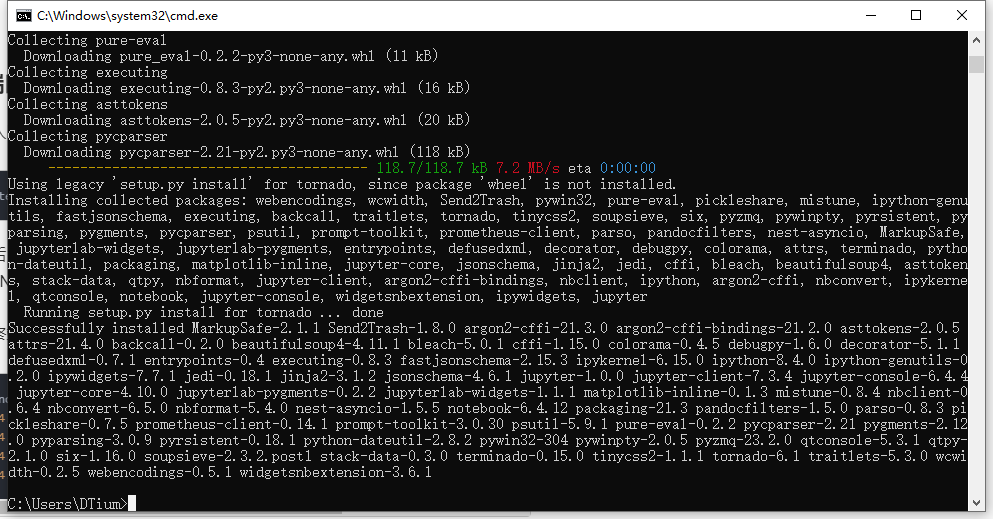 C:\Windows\system32\cmd.exe
Collecting pure-eval
Downloading pure_eval-0.2.2-py3-none-any.whl (11 kB)
Collecting executing
Downloading executing-0.8.3-py2.py3-none-any.whl (16 kB)
Collecting asttokens
Downloading asttokens-2.0.5-py2.py3-none-any.whl (20 kB)
Collecting pycparser
Downloading pycparser-2.21-py2.py3-none-any.whl (118 kB)
---------------------------------------- 118.7/118.7 kB 7.2 MB/s eta 0:00:00
Using legacy 'setup.py install' for tornado, since package 'wheel' is not installed.
Installing collected packages: webencodings, wcwidth, Send2Trash, pywin32, pure-eval, pickleshare, mistune, ipython-genu
tils, fastjsonschema, executing, backcall, traitlets, tornado, tinycss2, soupsieve, six, pyzmq, pywinpty, pyrsistent, py
parsing, pygments, pycparser, psutil, prompt-toolkit, prometheus-client, parso, pandocfilters, nest-asyncio, MarkupSafe,
jupyterlab-widgets, jupyterlab-pygments, entrypoints, defusedxml, decorator, debugpy, colorama, attrs, terminado, pytho
n-dateutil, packaging, matplotlib-inline, jupyter-core, jsonschema, jinja2, jedi, cffi, bleach, beautifulsoup4, asttoken
s, stack-data, qtpy, nbformat, jupyter-client, argon2-cffi-bindings, nbclient, ipython, argon2-cffi, nbconvert, ipykerne
l, qtconsole, notebook, jupyter-console, widgetsnbextension, ipywidgets, jupyter
Running setup.py install for tornado ... done
Successfully installed MarkupSafe-2.1.1 Send2Trash-1.8.0 argon2-cffi-21.3.0 argon2-cffi-bindings-21.2.0 asttokens-2.0.5
attrs-21.4.0 backcall-0.2.0 beautifulsoup4-4.11.1 bleach-5.0.1 cffi-1.15.0 colorama-0.4.5 debugpy-1.6.0 decorator-5.1.1
defusedxml-0.7.1 entrypoints-0.4 executing-0.8.3 fastjsonschema-2.15.3 ipykernel-6.15.0 ipython-8.4.0 ipython-genutils-0
.2.0 ipywidgets-7.7.1 jedi-0.18.1 jinja2-3.1.2 jsonschema-4.6.1 jupyter-1.0.0 jupyter-client-7.3.4 jupyter-console-6.4.4
jupyter-core-4.10.0 jupyterlab-pygments-0.2.2 jupyterlab-widgets-1.1.1 matplotlib-inline-0.1.3 mistune-0.8.4 nbclient-0
.6.4 nbconvert-6.5.0 nbformat-5.4.0 nest-asyncio-1.5.5 notebook-6.4.12 packaging-21.3 pandocfilters-1.5.0 parso-0.8.3 pi
ckleshare-0.7.5 prometheus-client-0.14.1 prompt-toolkit-3.0.30 psutil-5.9.1 pure-eval-0.2.2 pycparser-2.21 pygments-2.12
.0 pyparsing-3.0.9 pyrsistent-0.18.1 python-dateutil-2.8.2 pywin32-304 pywinpty-2.0.5 pyzmq-23.2.0 qtconsole-5.3.1 qtpy-
2.1.0 six-1.16.0 soupsieve-2.3.2.post1 stack-data-0.3.0 terminado-0.15.0 tinycss2-1.1.1 tornado-6.1 traitlets-5.3.0 wcwi
dth-0.2.5 webencodings-0.5.1 widgetsnbextension-3.6.1
C:\Users\DTium>